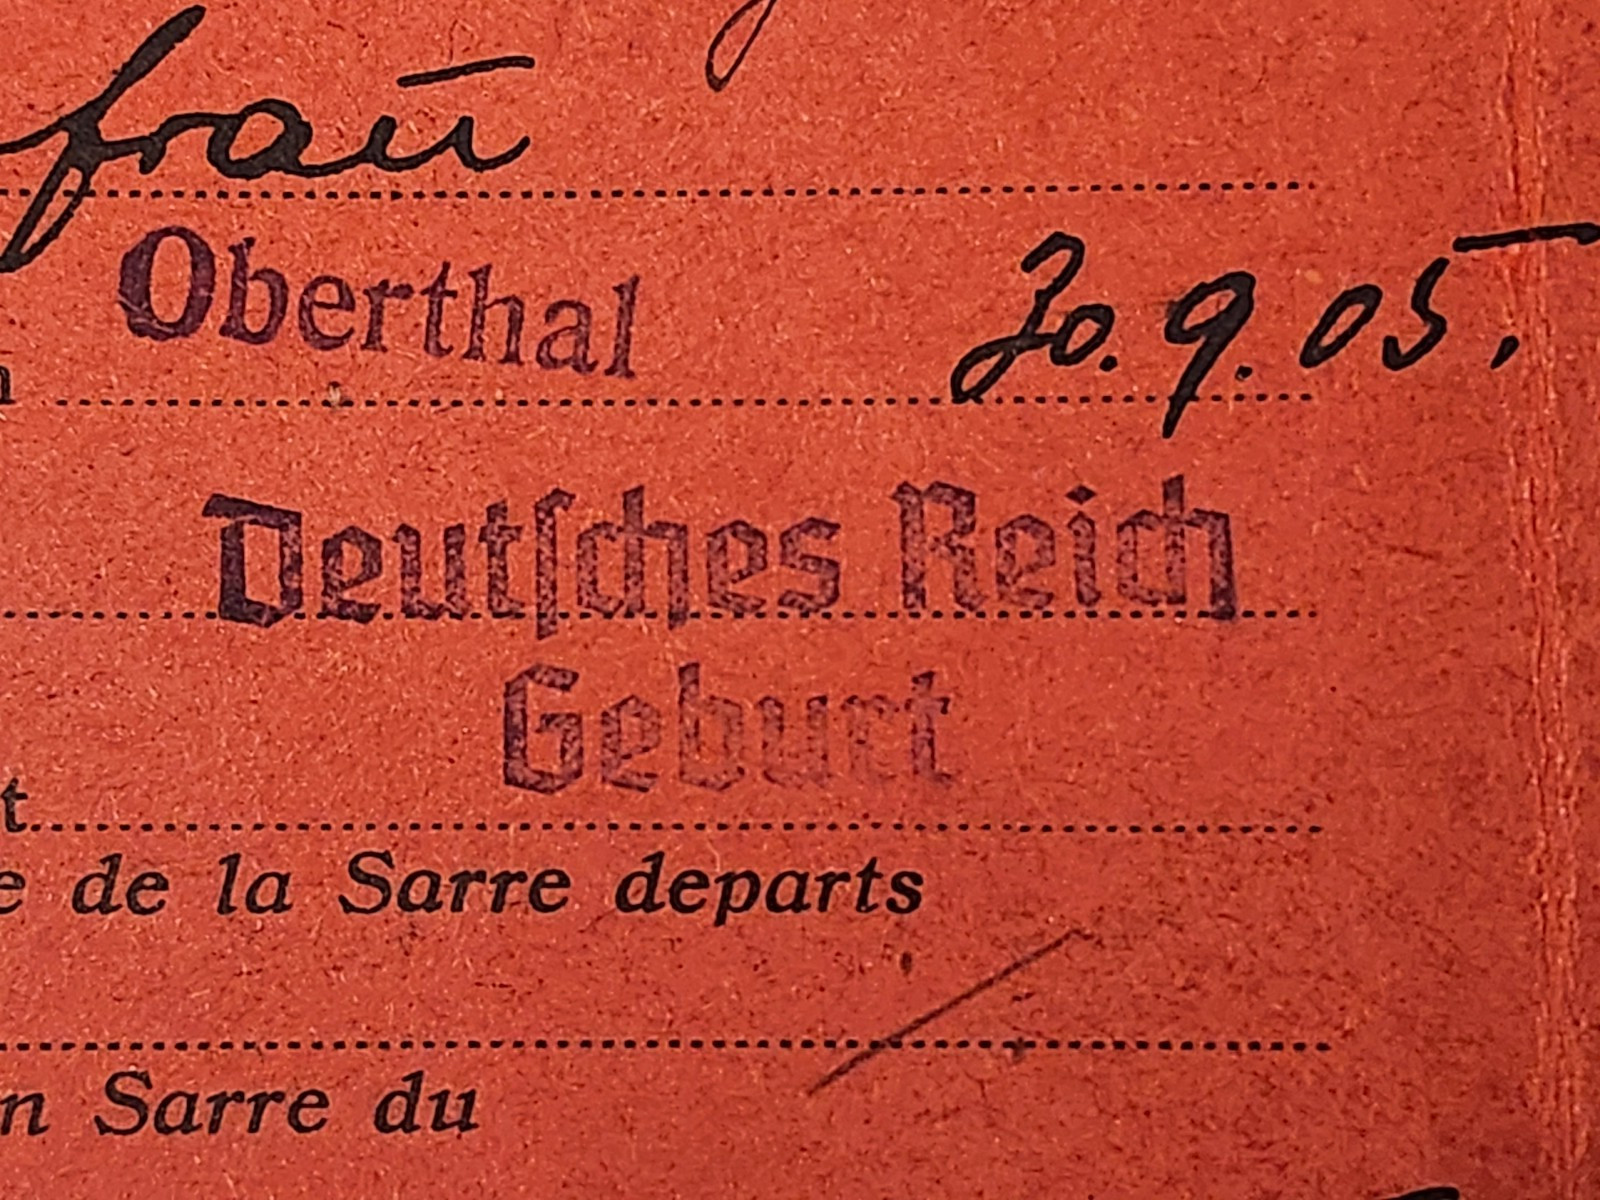 frau
Oberthal 30.9.05.
Deutsches Reich
Geburt
t
e de la Sarre departs
n Sarre du